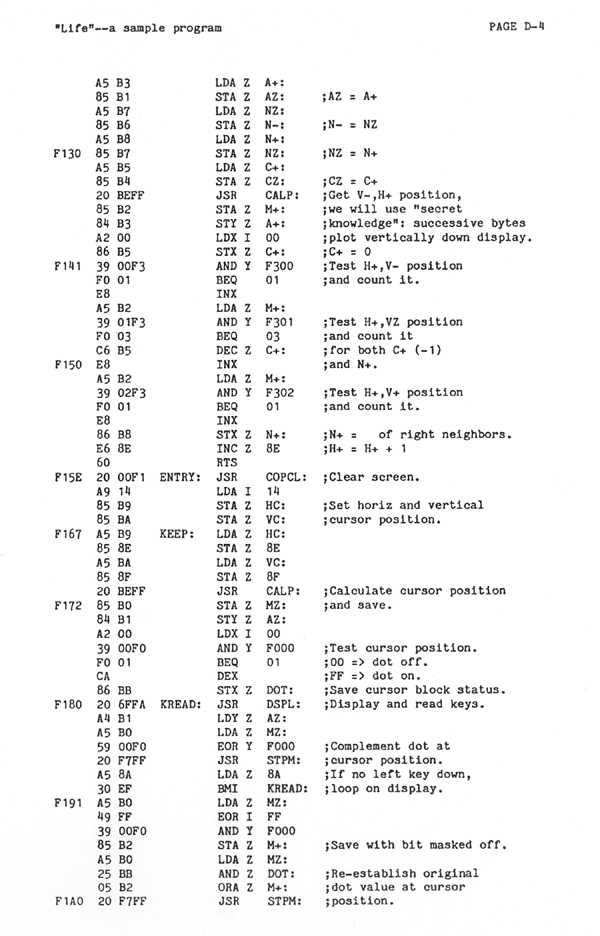 "Life"--a sample program PAGE D-4
A5 B3 LDA Z A+:
85 B1 STA Z AZ: ;AZ = A+
A5 B7 LDA Z NZ:
85 B6 STA Z N-: ;N- = NZ
A5 B8 LDA Z N+:
F130 85 B7 STA Z NZ: ;NZ = N+
A5 B5 LDA Z C+:
85 B4 STA Z CZ: ;CZ = C+
20 BEFF JSR CALP: ;Get V-,H+ position,
85 B2 STA Z M+: ;we will use "secret
84 B3 STY Z A+: ;knowledge": successive bytes
A2 00 LDX I 00 ;plot vertically down display.
86 B5 STX Z C+: ;C+ = 0
F141 39 00F3 AND Y F300 ;Test H+,V- position
F0 01 BEQ 01 ;and count it.
E8 INX
A5 B2 LDA Z M+:
39 01F3 AND Y F301 ;Test H+,VZ position
F0 03 BEQ 03 ;and count it
C6 B5 DEC Z C+: ;for both C+ (-1)
F150 E8 INX ;and N+.
A5 B2 LDA Z M+:
39 02F3 AND Y F302 ;Test H+,V+ position
F0 01 BEQ 01 ;and count it.
E8 INX
86 B8 STX Z N+: ;N+ = of right neighbors.
E6 8E INC Z 8E ;H+ = H+ + 1
60 RTS
F15E 20 00F1 ENTRY: JSR COPCL: ;Clear screen.
A9 14 LDA I 14
85 B9 STA Z HC: ;Set horiz and vertical
85 BA STA Z VC: ;cursor position.
F167 A5 B9 KEEP: LDA Z HC:
85 8E STA Z 8E
A5 BA LDA Z VC:
85 8F STA Z 8F
20 BEFF JSR CALP: ;Calculate cursor position
F172 85 B0 STA Z MZ: ;and save.
84 B1 STY Z AZ:
A2 00 LDX I 00
39 00F0 AND Y F000 ;Test cursor position.
F0 01 BEQ 01 ;00 => dot off.
CA DEX ;FF => dot on.
86 BB STX Z DOT: ;Save cursor block status.
F180 20 6FFA KREAD: JSR DSPL: ;Display and read keys.
A4 B1 LDY Z AZ:
A5 B0 LDA Z MZ:
59 00F0 EOR Y F000 ;Complement dot at
20 F7FF JSR STPM: ;cursor position.
A5 8A LDA Z 8A ;If no left key down,
30 EF BMI KREAD: ;loop on display.
F191 A5 B0 LDA Z MZ:
49 FF EOR I FF
39 00F0 AND Y F000
85 B2 STA Z M+: ;Save with bit masked off.
A5 B0 LDA Z MZ:
25 BB AND Z DOT: ;Re-establish original
05 B2 ORA Z M+: ;dot value at cursor
F1A0 20 F7FF JSR STPM: ;position.